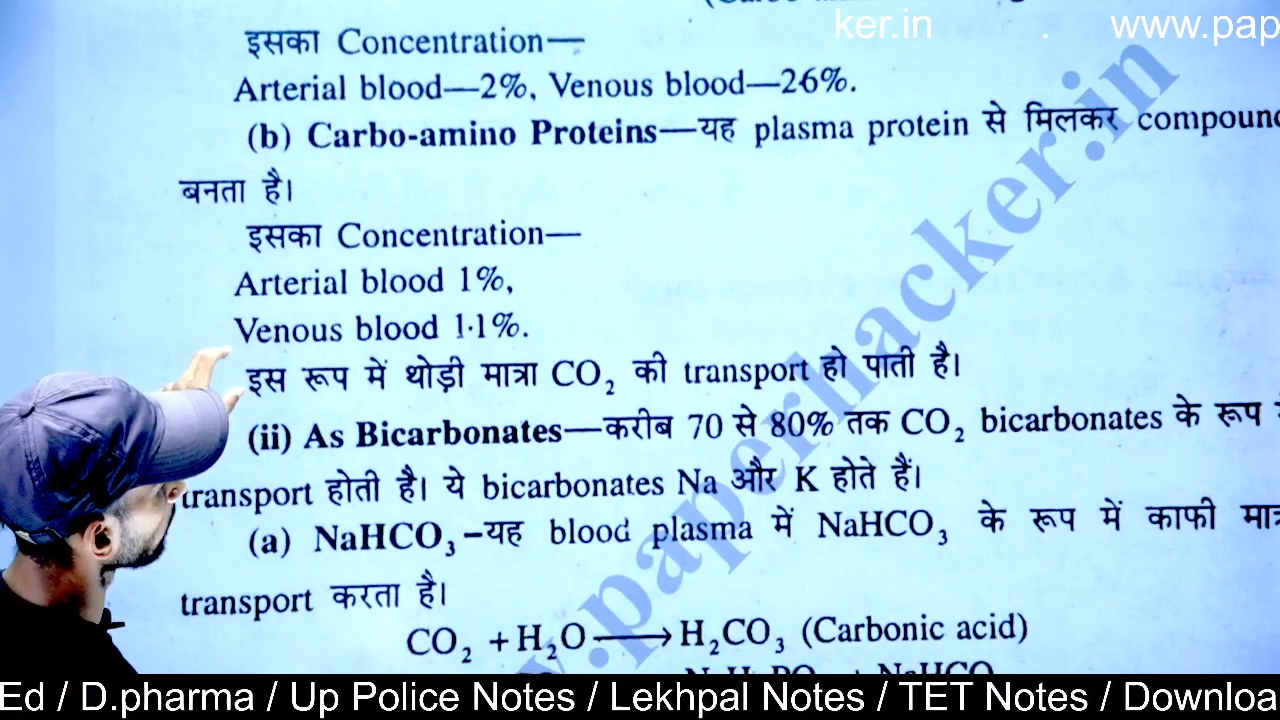 ker.in . www.pap
इसका Concentration—
Arterial blood—2%, Venous blood—26%.
(b) Carbo-amino Proteins—यह plasma protein से मिलकर compound
बनता है।
इसका Concentration—
Arterial blood 1%,
Venous blood 1·1%.
इस रूप में थोड़ी मात्रा CO₂ की transport हो पाती है।
(ii) As Bicarbonates—करीब 70 से 80% तक CO₂ bicarbonates के रूप
transport होती है। ये bicarbonates Na और K होते हैं।
(a) NaHCO₃–यह blood plasma में NaHCO₃ के रूप में काफी मात्र
transport करता है।
CO₂ + H₂O ⟶ H₂CO₃ (Carbonic acid)
.paperhacker.in
Ed / D.pharma / Up Police Notes / Lekhpal Notes / TET Notes / Downloa